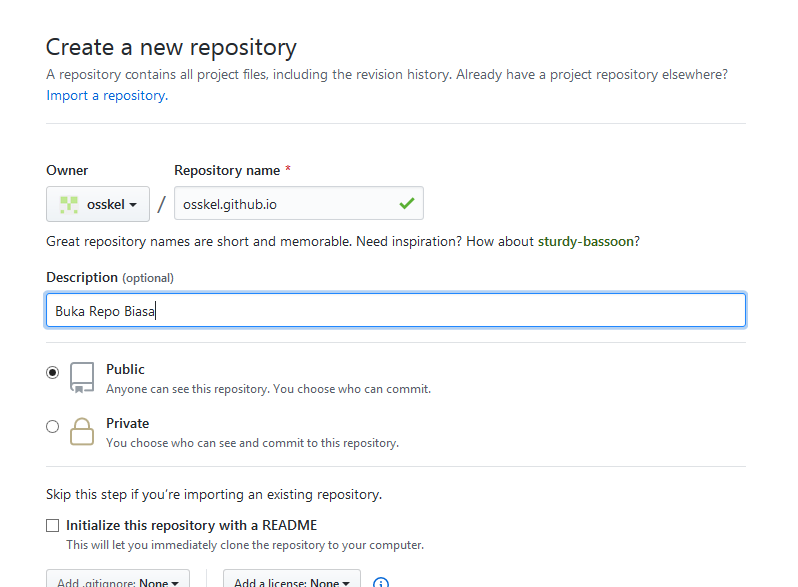 Create a new repository
A repository contains all project files, including the revision history. Already have a project repository elsewhere?
Import a repository.
Owner
Repository name *
osskel
/
osskel.github.io
Great repository names are short and memorable. Need inspiration? How about sturdy-bassoon?
Description (optional)
Buka Repo Biasa
Public
Anyone can see this repository. You choose who can commit.
Private
You choose who can see and commit to this repository.
Skip this step if you’re importing an existing repository.
Initialize this repository with a README
This will let you immediately clone the repository to your computer.
Add .gitignore: None
Add a license: None